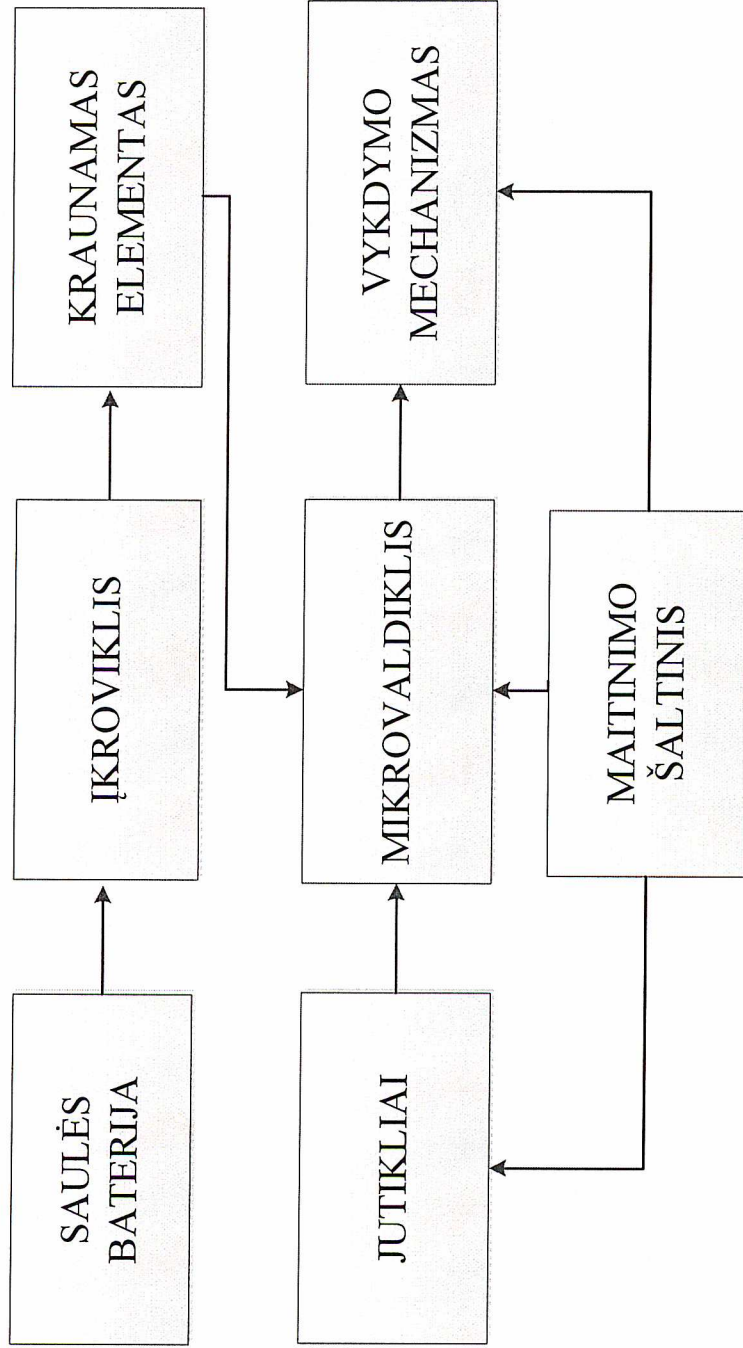 SAULĖS
BATERIJA
ĮKROVIKLIS
KRAUNAMAS
ELEMENTAS
JUTIKLIAI
MIKROVALDIKLIS
VYKDYMO
MECHANIZMAS
MAITINIMO
ŠALTINIS